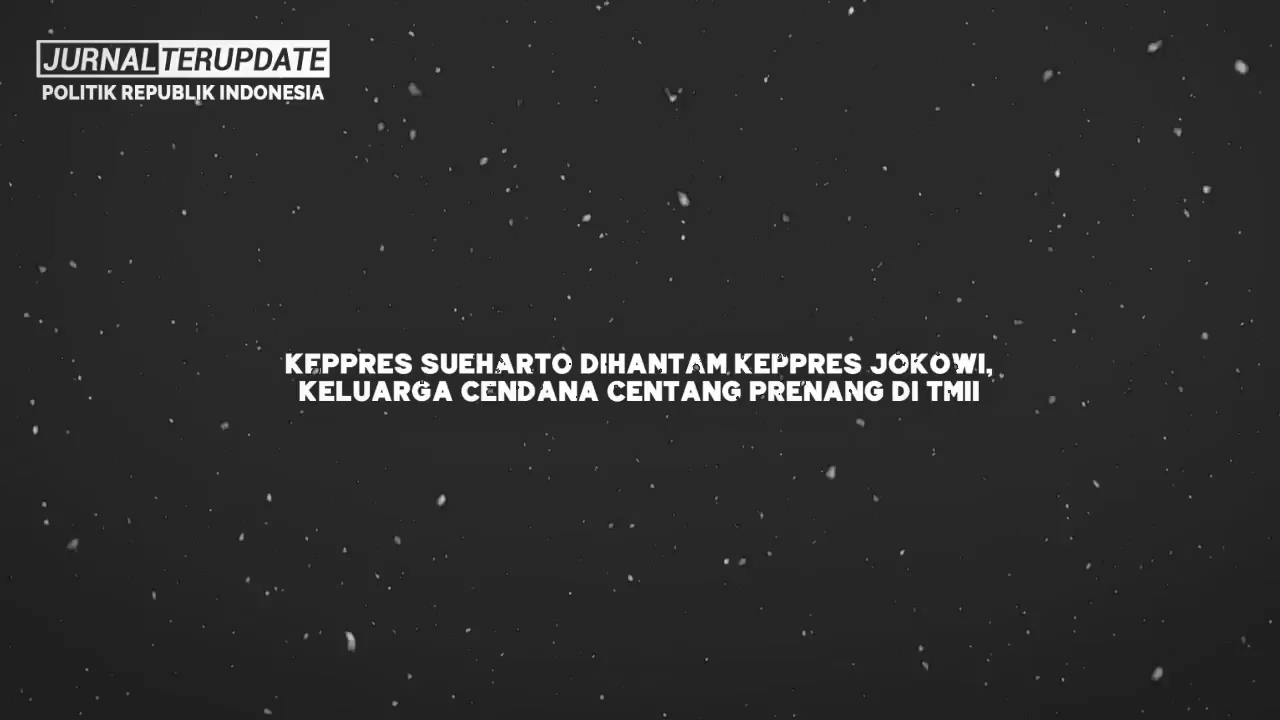 JURNALTERUPDATE
POLITIK REPUBLIK INDONESIA
KEPPRES SUEHARTO DIHANTAM KEPPRES JOKOWI,
KELUARGA CENDANA CENTANG PRENANG DI TMII